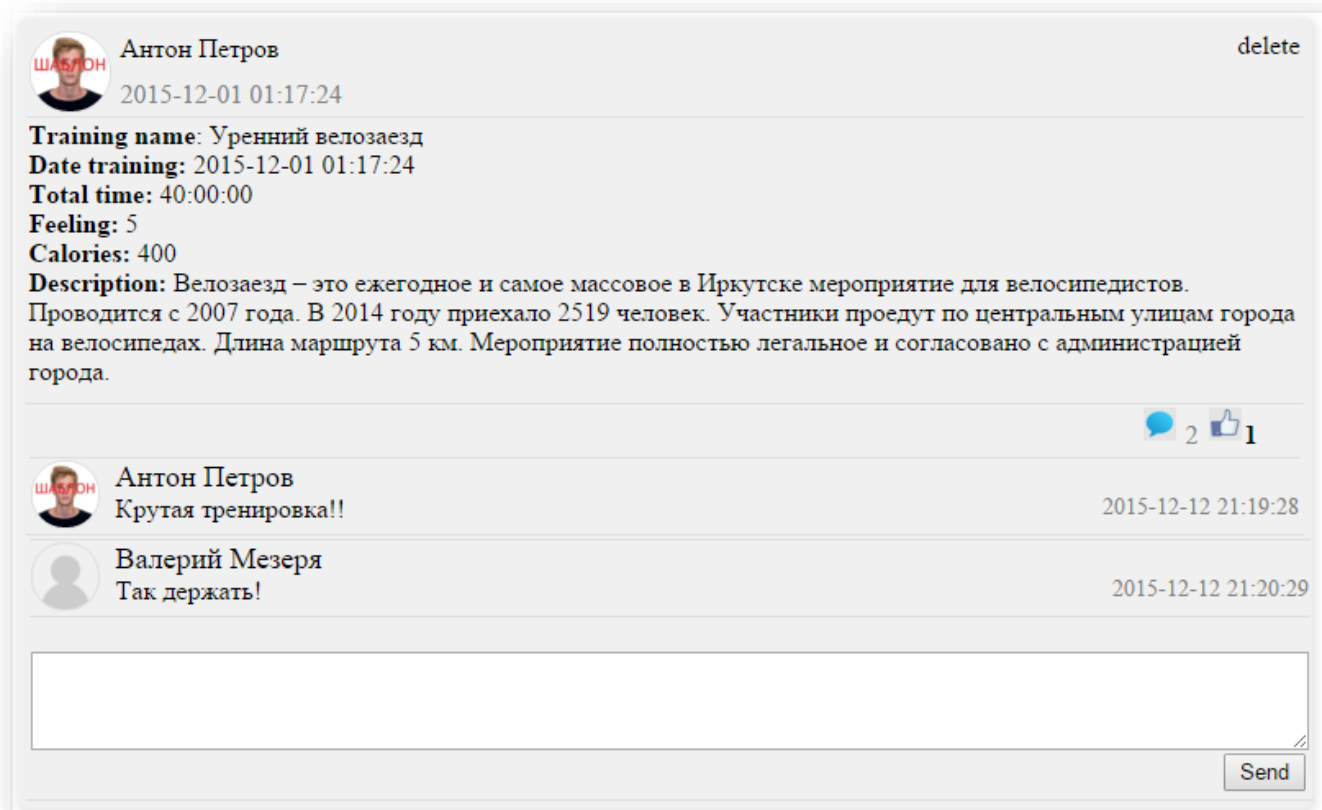 ШАБЛОН
Антон Петров
delete
2015-12-01 01:17:24
Training name: Уренний велозаезд
Date training: 2015-12-01 01:17:24
Total time: 40:00:00
Feeling: 5
Calories: 400
Description: Велозаезд – это ежегодное и самое массовое в Иркутске мероприятие для велосипедистов.
Проводится с 2007 года. В 2014 году приехало 2519 человек. Участники проедут по центральным улицам города
на велосипедах. Длина маршрута 5 км. Мероприятие полностью легальное и согласовано с администрацией
города.
2 1
ШАБЛОН
Антон Петров
Крутая тренировка!!
2015-12-12 21:19:28
Валерий Мезеря
Так держать!
2015-12-12 21:20:29
Send